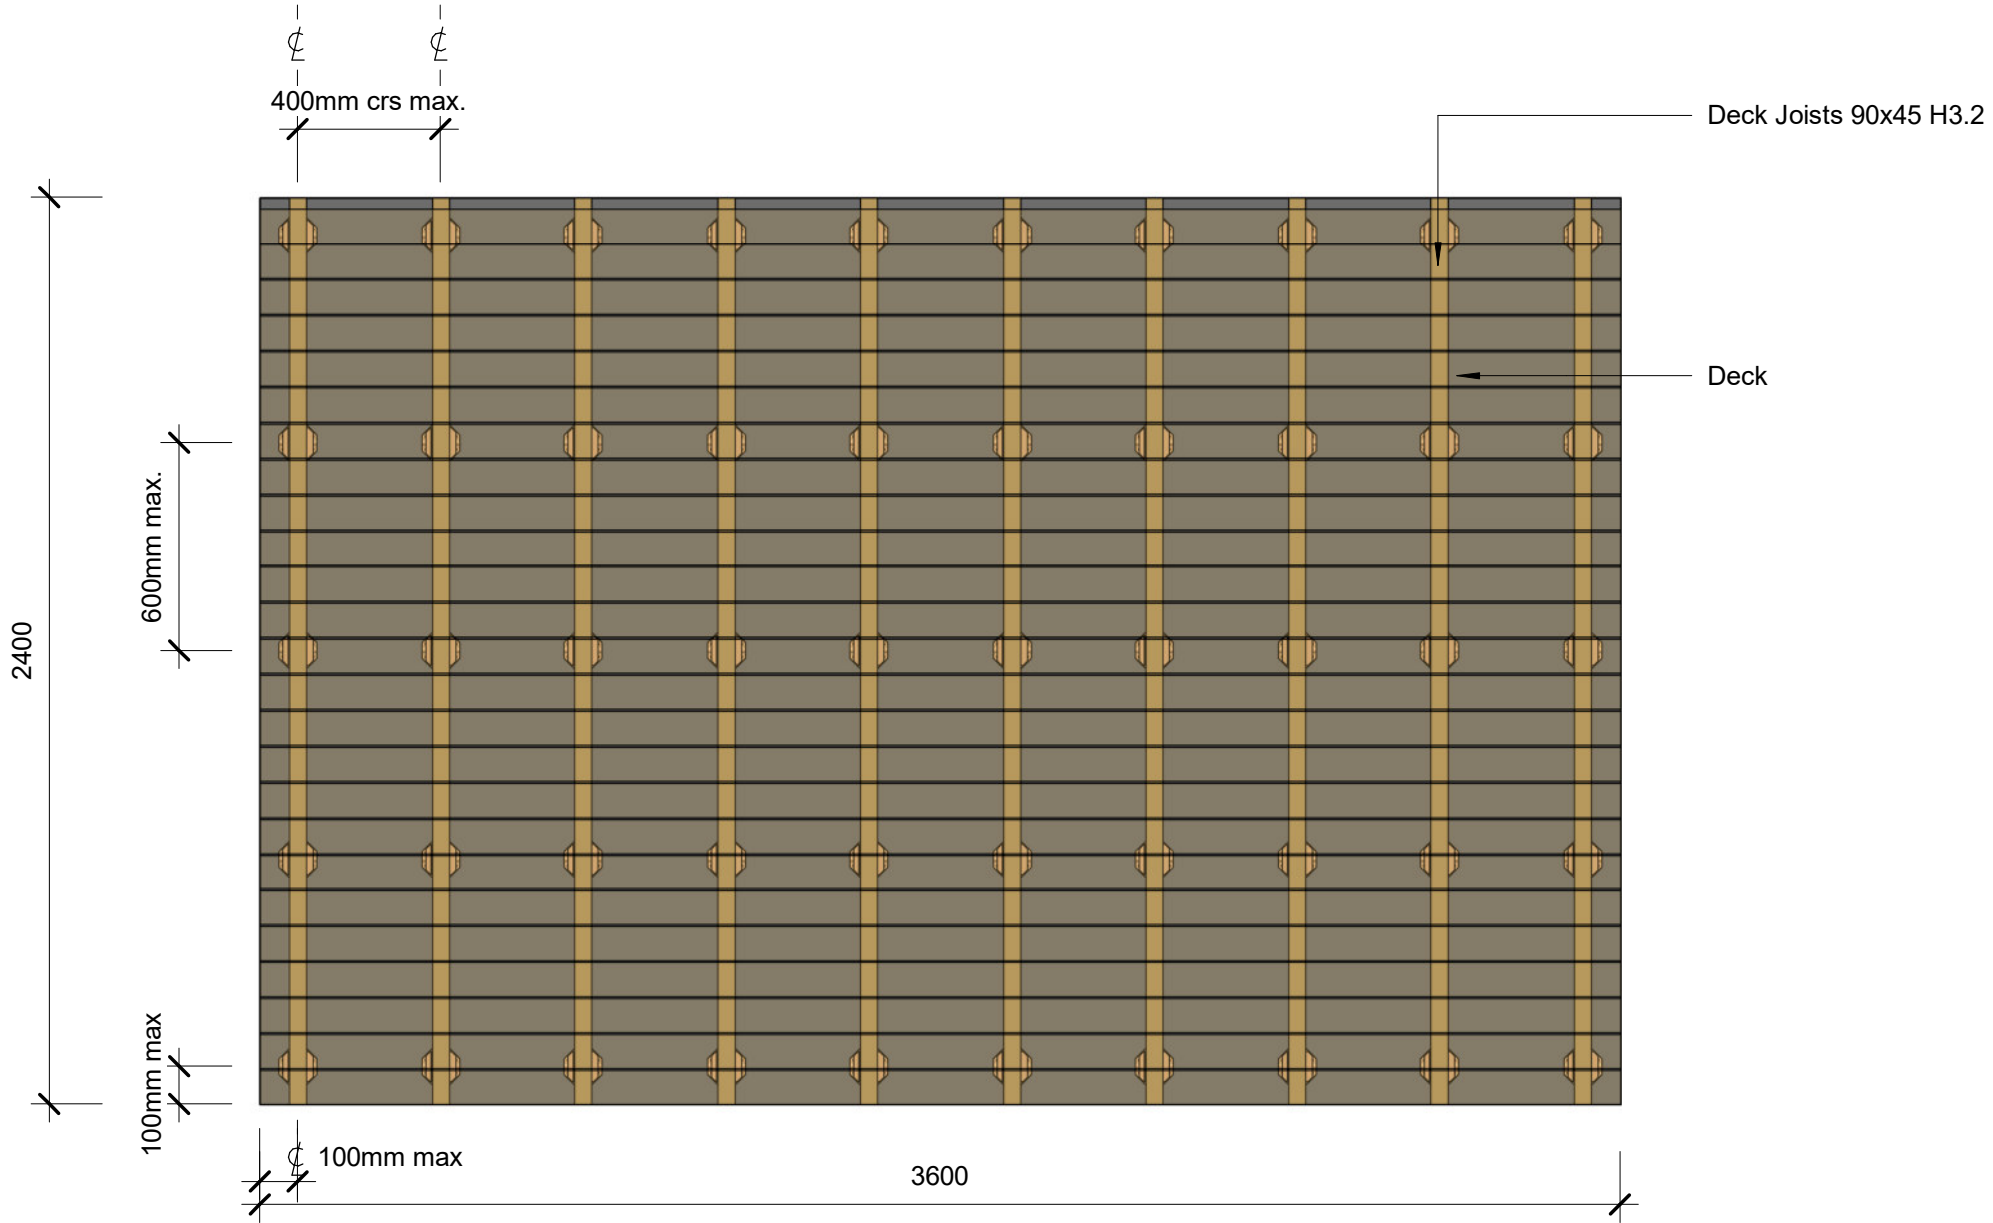 ℄ ℄
400mm crs max.
Deck Joists 90x45 H3.2
Deck
600mm max.
2400
100mm max
℄ 100mm max
3600